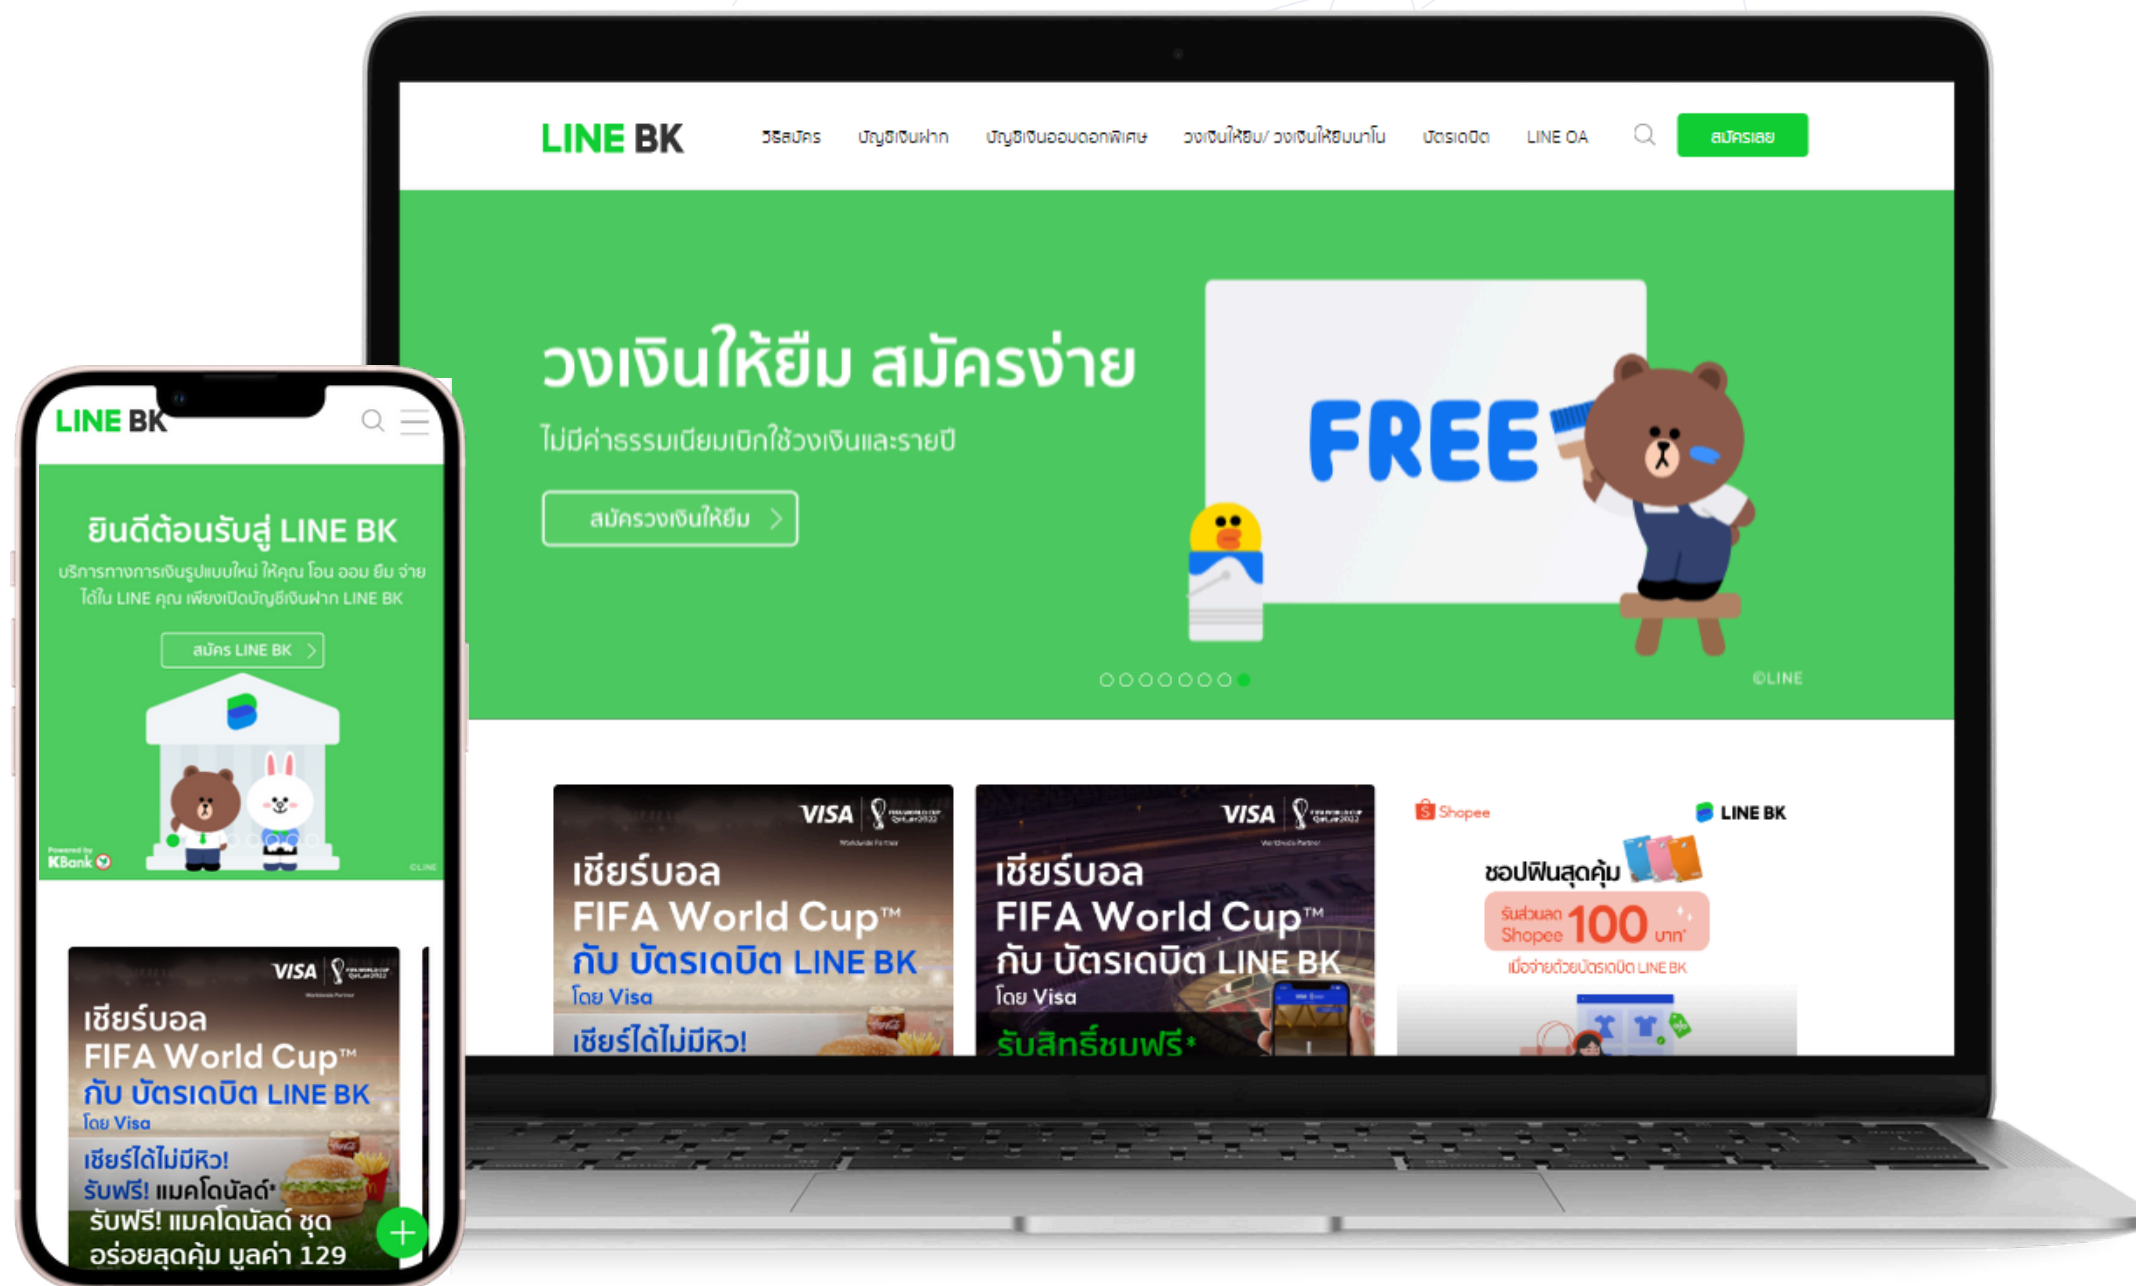 LINE BK
วิธีสมัคร
บัญชีเงินฝาก
บัญชีเงินออมดอกพิเศษ
วงเงินให้ยืม/ วงเงินให้ยืมนาโน
บัตรเดบิต
LINE OA
สมัครเลย
วงเงินให้ยืม สมัครง่าย
ไม่มีค่าธรรมเนียมเบิกใช้วงเงินและรายปี
สมัครวงเงินให้ยืม
FREE
©LINE
VISA
FIFA WORLD CUP
Qatar2022
Worldwide Partner
เชียร์บอล
FIFA World Cup™
กับ บัตรเดบิต LINE BK
โดย Visa
เชียร์ได้ไม่มีหิว!
VISA
FIFA WORLD CUP
Qatar2022
Worldwide Partner
เชียร์บอล
FIFA World Cup™
กับ บัตรเดบิต LINE BK
โดย Visa
รับสิทธิ์ชมฟรี*
Shopee
LINE BK
ชอปฟินสุดคุ้ม
รับส่วนลด
Shopee 100 บาท*
เมื่อจ่ายด้วยบัตรเดบิต LINE BK
LINE BK
ยินดีต้อนรับสู่ LINE BK
บริการทางการเงินรูปแบบใหม่ ให้คุณ โอน ออม ยืม จ่าย
ได้ใน LINE คุณ เพียงเปิดบัญชีเงินฝาก LINE BK
สมัคร LINE BK
Powered by
KBank
©LINE
VISA
FIFA WORLD CUP
Qatar2022
Worldwide Partner
เชียร์บอล
FIFA World Cup™
กับ บัตรเดบิต LINE BK
โดย Visa
เชียร์ได้ไม่มีหิว!
รับฟรี! แมคโดนัลด์*
รับฟรี! แมคโดนัลด์ ชุด
อร่อยสุดคุ้ม มูลค่า 129